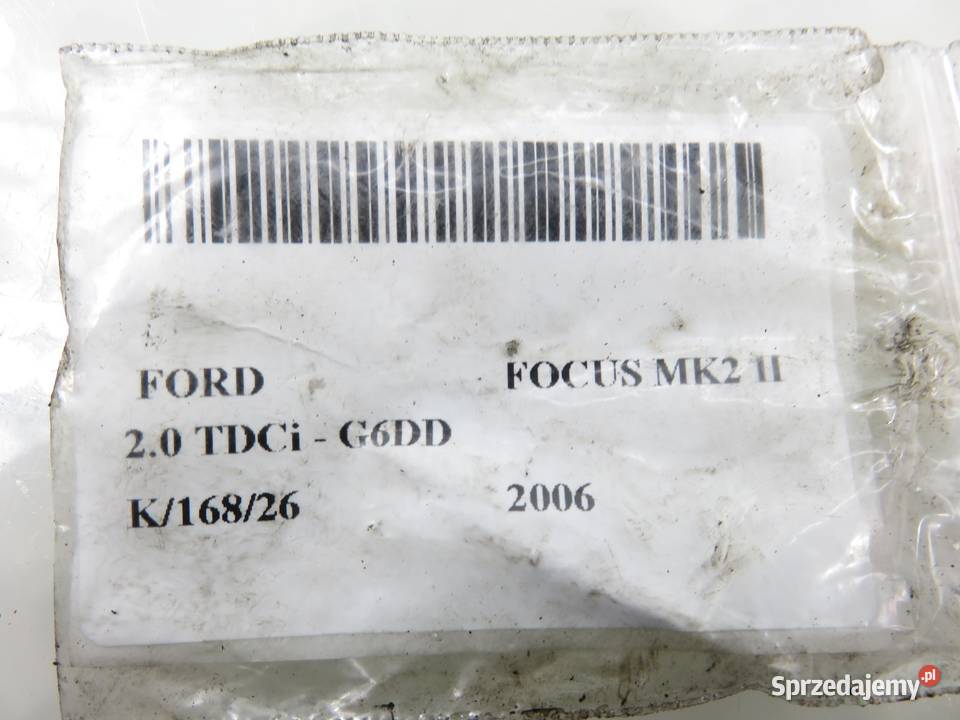 FORD FOCUS MK2 II
2.0 TDCi - G6DD
K/168/26 2006
Sprzedajemy.pl